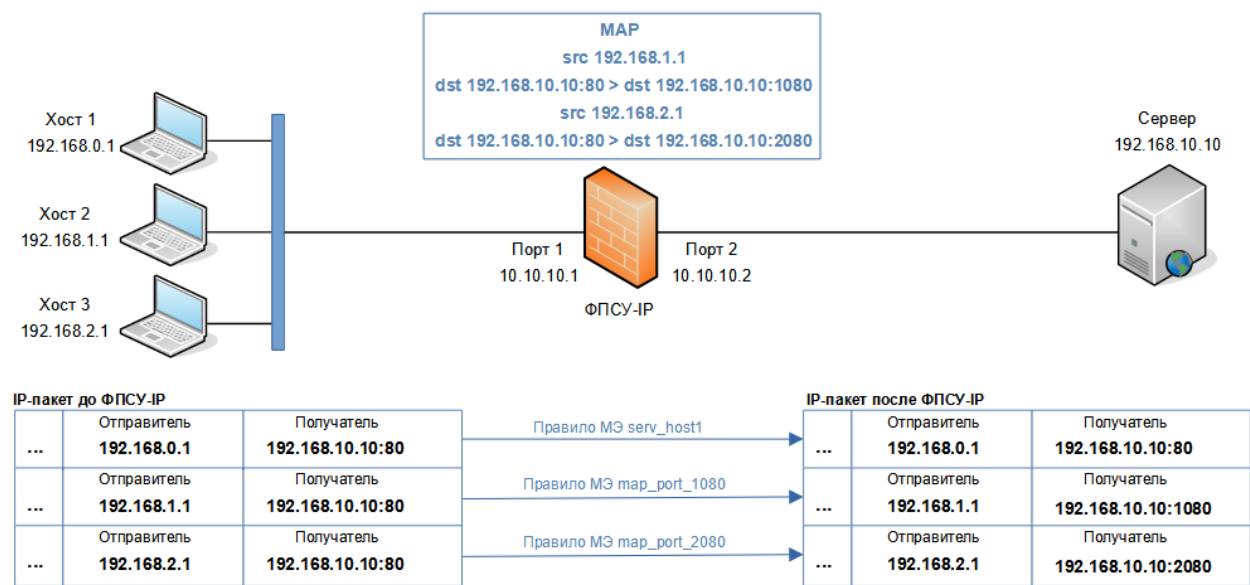 MAP
src 192.168.1.1
dst 192.168.10.10:80 > dst 192.168.10.10:1080
src 192.168.2.1
dst 192.168.10.10:80 > dst 192.168.10.10:2080
Хост 1
192.168.0.1
Хост 2
192.168.1.1
Хост 3
192.168.2.1
Порт 1
10.10.10.1
Порт 2
10.10.10.2
ФПСУ-IP
Сервер
192.168.10.10
IP-пакет до ФПСУ-IP
... Отправитель Получатель
192.168.0.1 192.168.10.10:80
... Отправитель Получатель
192.168.1.1 192.168.10.10:80
... Отправитель Получатель
192.168.2.1 192.168.10.10:80
Правило МЭ serv_host1
Правило МЭ map_port_1080
Правило МЭ map_port_2080
IP-пакет после ФПСУ-IP
... Отправитель Получатель
192.168.0.1 192.168.10.10:80
... Отправитель Получатель
192.168.1.1 192.168.10.10:1080
... Отправитель Получатель
192.168.2.1 192.168.10.10:2080